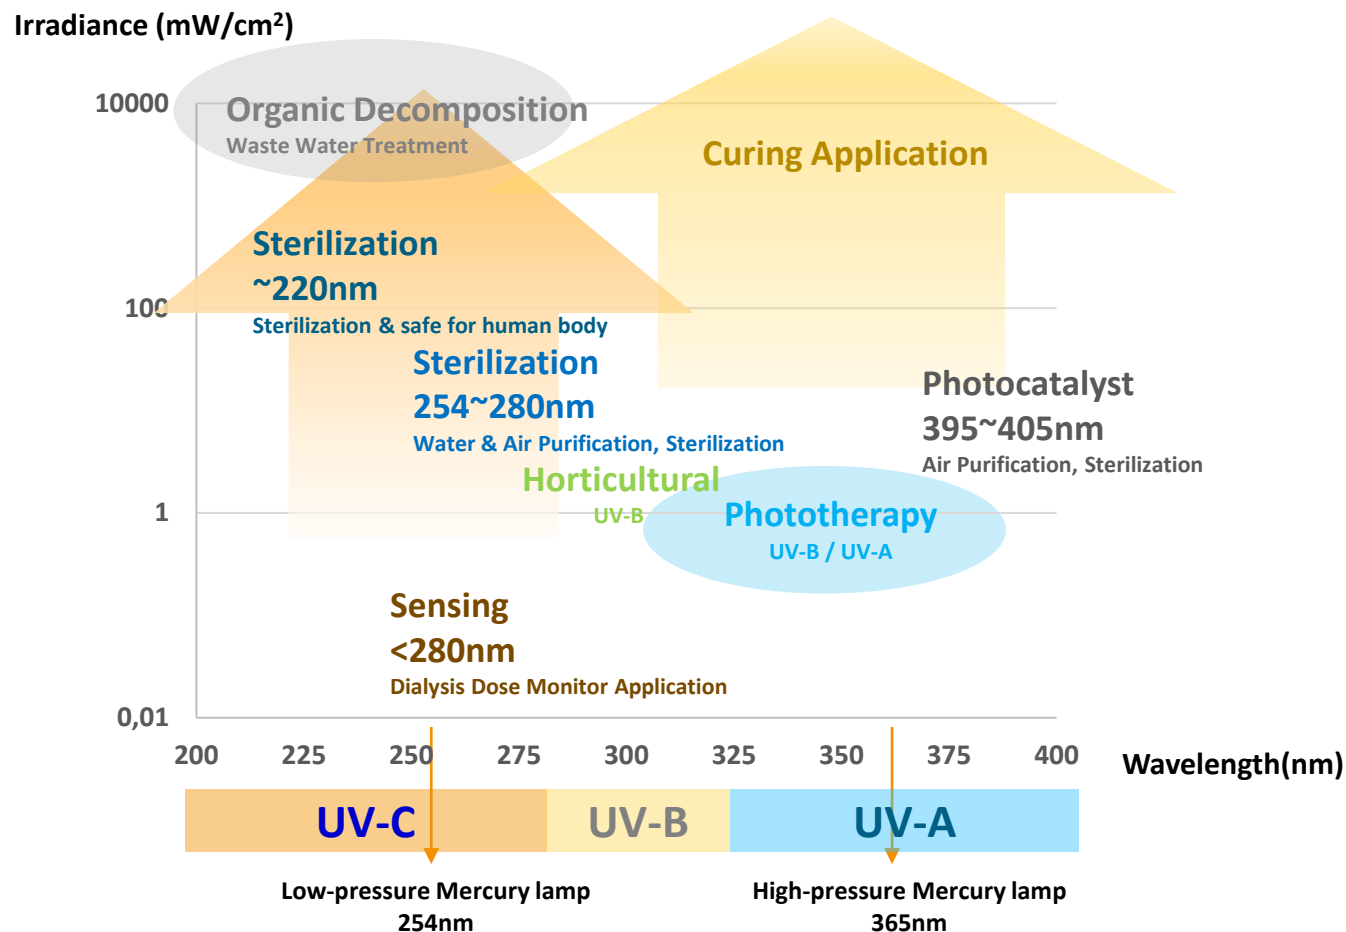 Irradiance (mW/cm²)
10000
Organic Decomposition
Waste Water Treatment
Curing Application
Sterilization
~220nm
Sterilization & safe for human body
100
Sterilization
254~280nm
Water & Air Purification, Sterilization
Photocatalyst
395~405nm
Air Purification, Sterilization
Horticultural
UV-B
1
Phototherapy
UV-B / UV-A
Sensing
<280nm
Dialysis Dose Monitor Application
0,01
200 225 250 275 300 325 350 375 400
Wavelength(nm)
UV-C UV-B UV-A
Low-pressure Mercury lamp
254nm
High-pressure Mercury lamp
365nm